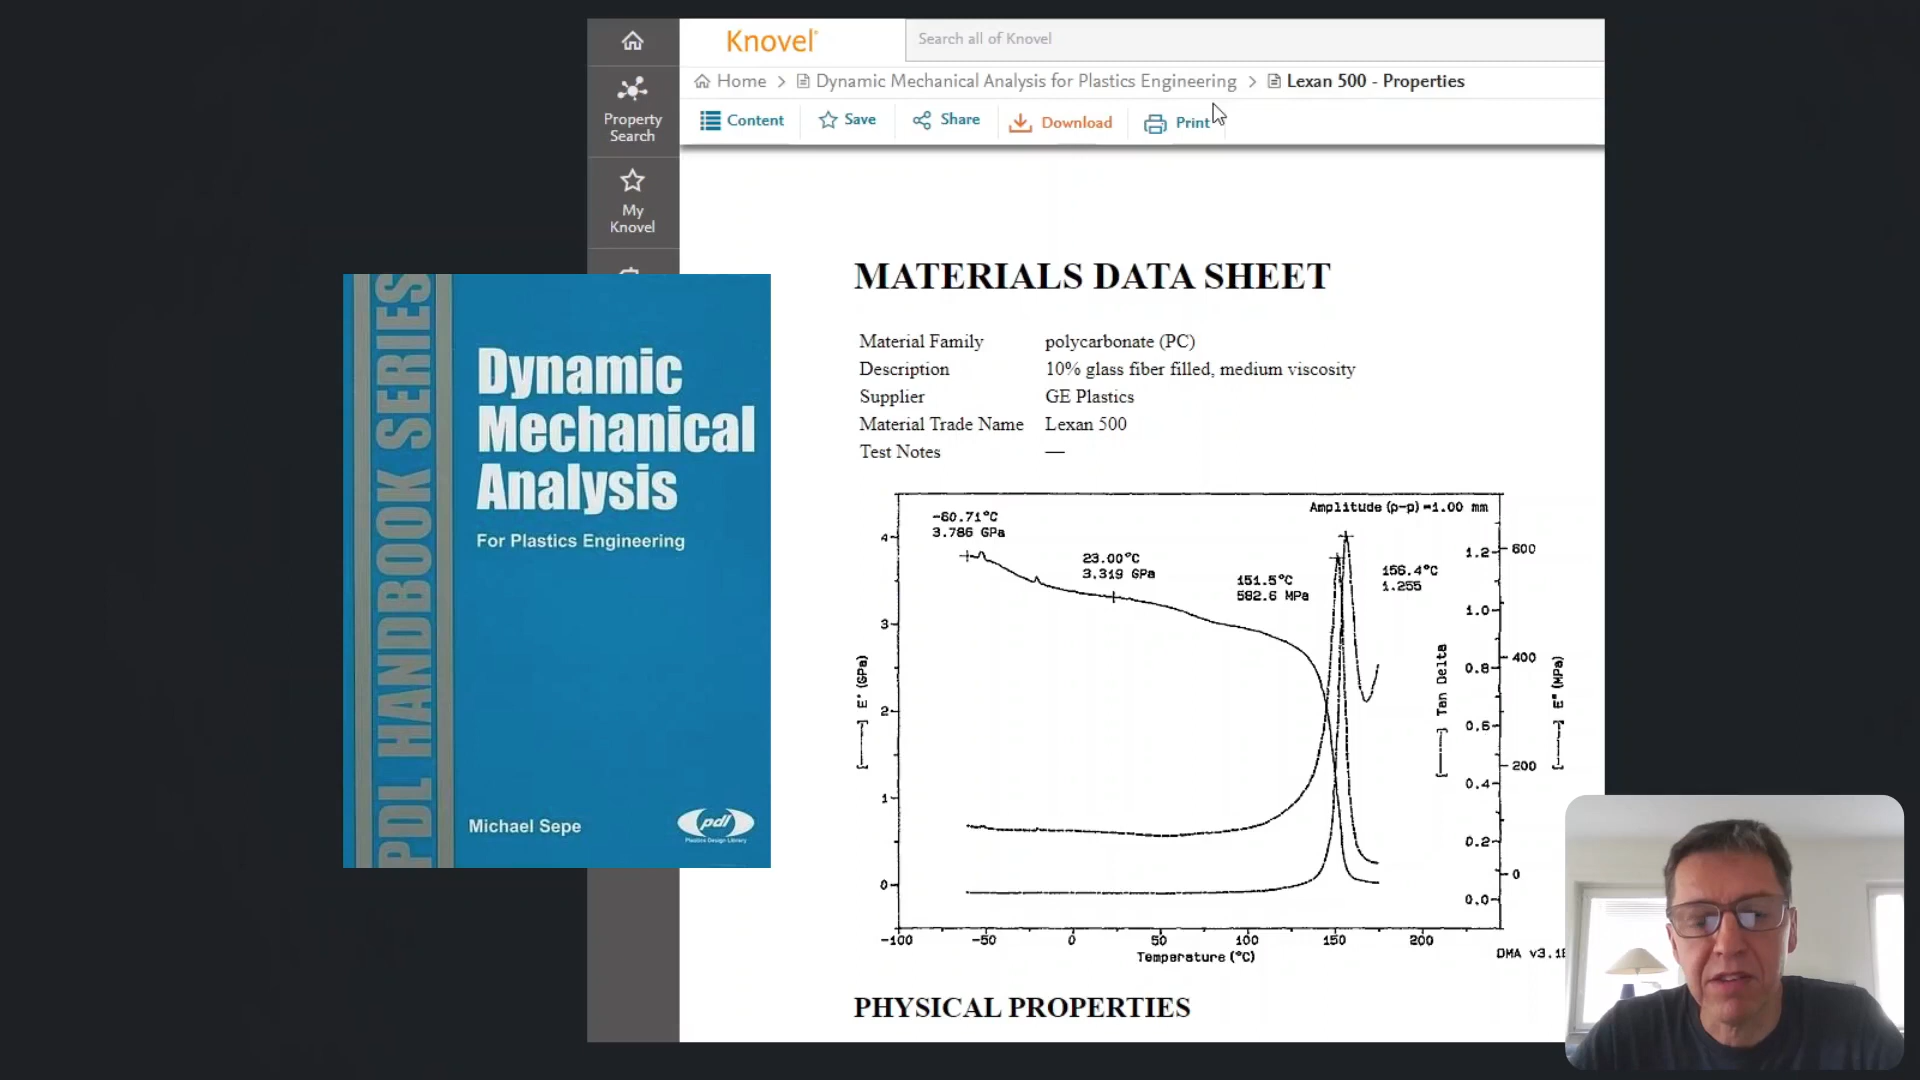 Knovel
Search all of Knovel
Home > Dynamic Mechanical Analysis for Plastics Engineering > Lexan 500 - Properties
Content
Save
Share
Download
Print
Property
Search
My
Knovel
PDL HANDBOOK SERIES
Dynamic
Mechanical
Analysis
For Plastics Engineering
Michael Sepe
pdl
Plastics Design Library
MATERIALS DATA SHEET
Material Family polycarbonate (PC)
Description 10% glass fiber filled, medium viscosity
Supplier GE Plastics
Material Trade Name Lexan 500
Test Notes —
Amplitude (p-p)=1.00 mm
-60.71°C
3.786 GPa
23.00°C
3.319 GPa
151.5°C
582.6 MPa
156.4°C
1.255
4
3
2
1
0
[——] E' (GPa)
1.2
1.0
0.8
0.6
0.4
0.2
0.0
[——] Tan Delta
600
400
200
0
[----] E" (MPa)
-100 -50 0 50 100 150 200
Temperature (°C)
DMA v3.1
PHYSICAL PROPERTIES